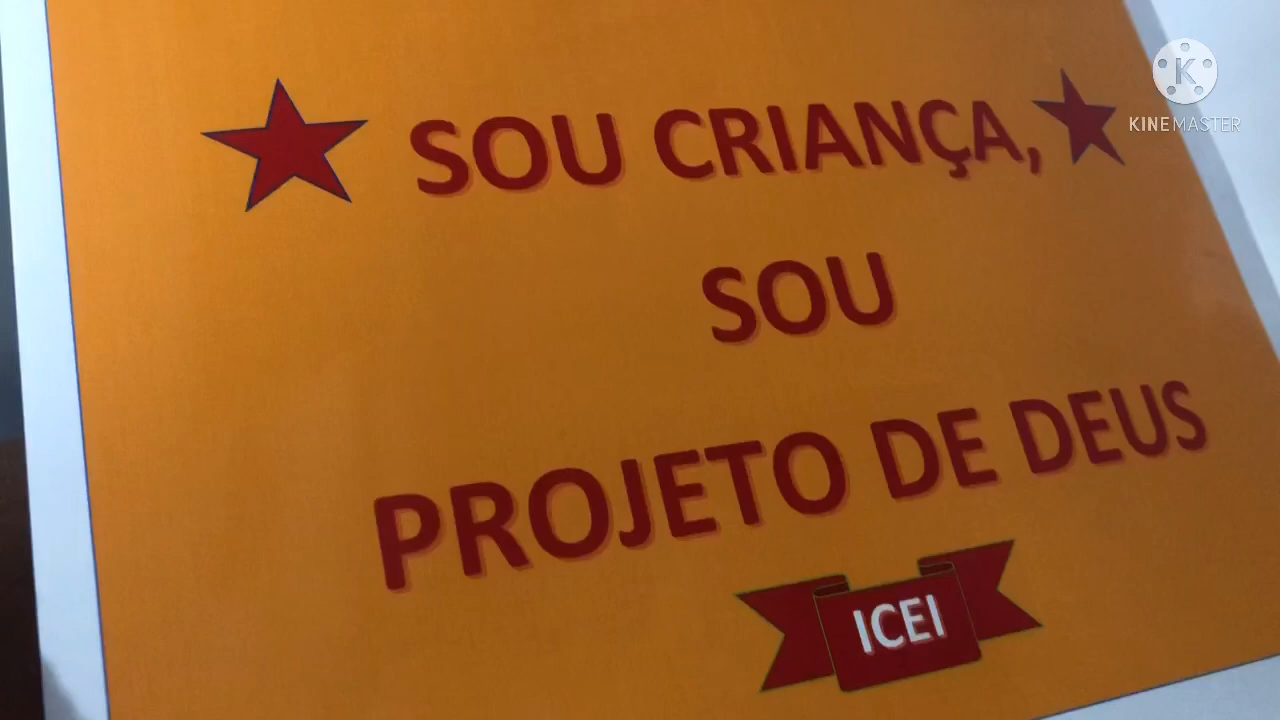 SOU CRIANÇA,
SOU
PROJETO DE DEUS
ICEI
K
KINEMASTER